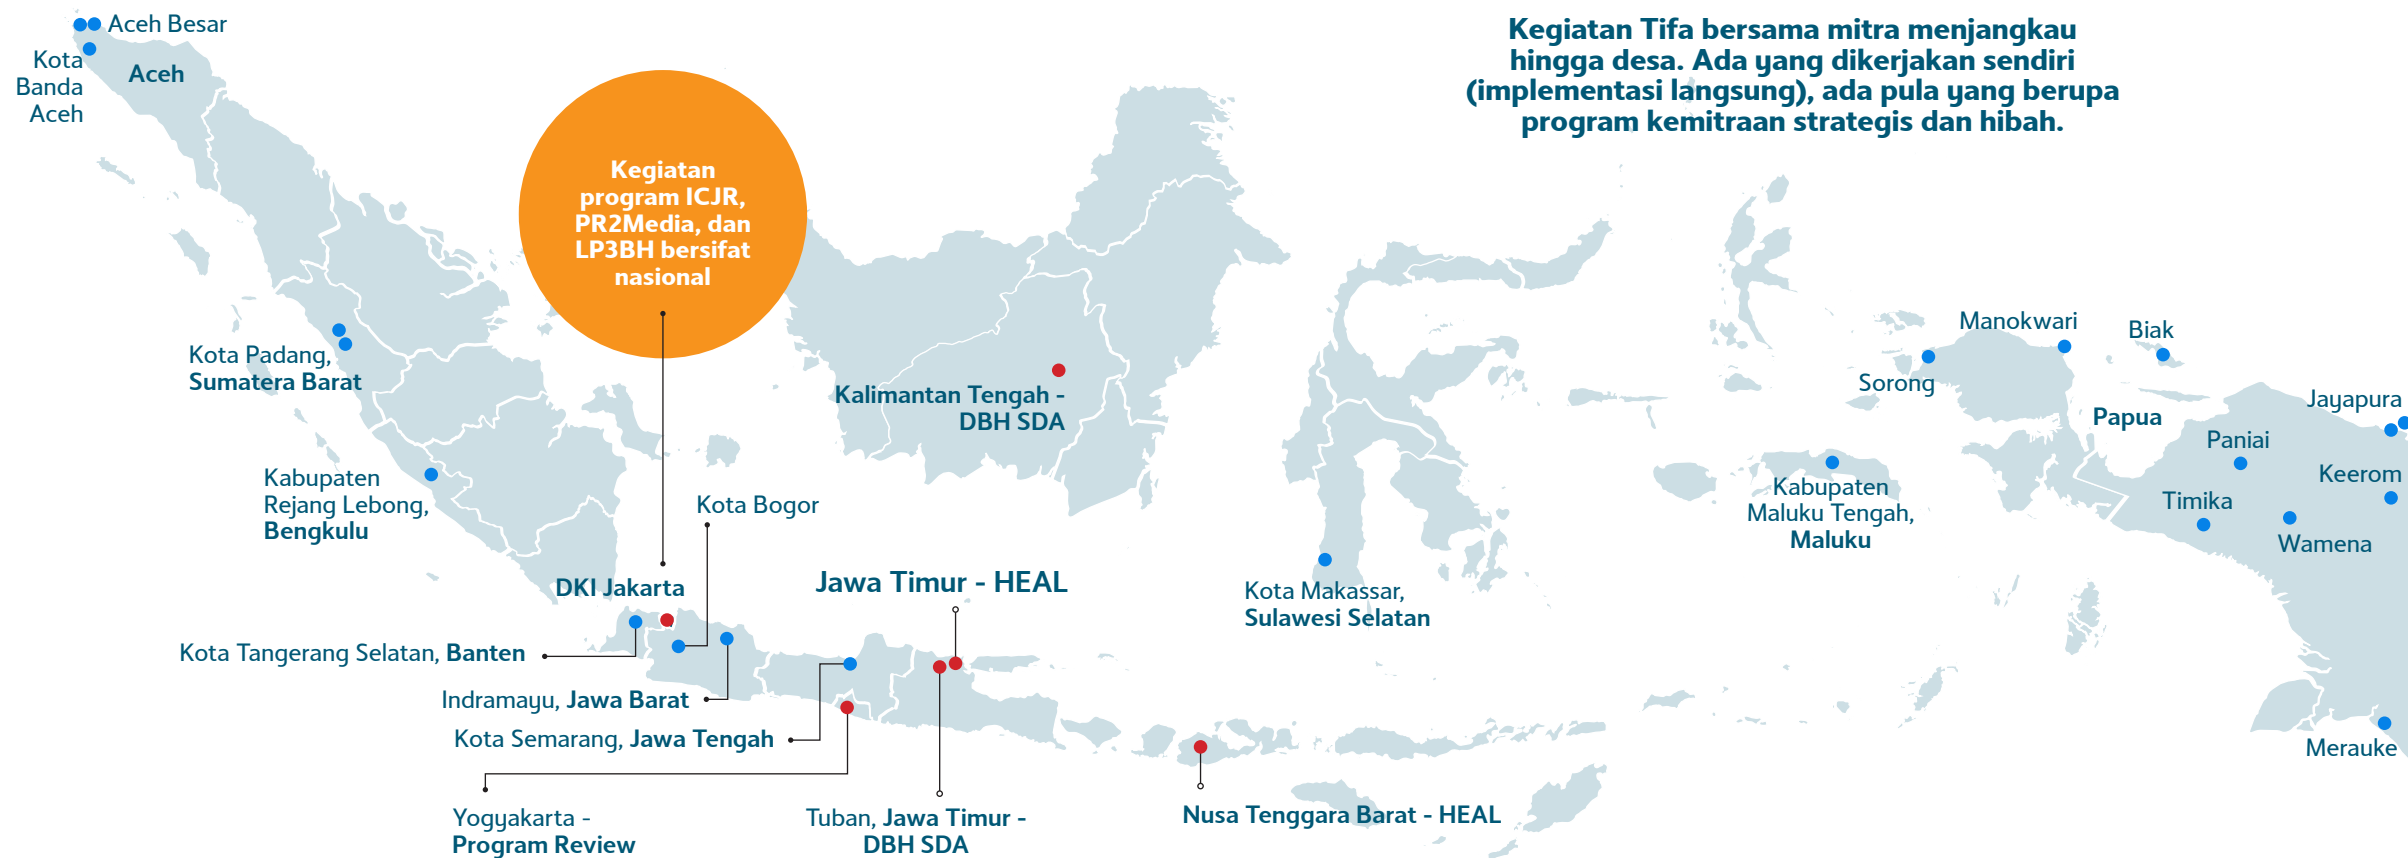 Aceh Besar
Kota
Banda
Aceh
Aceh
Kegiatan
program ICJR,
PR2Media, dan
LP3BH bersifat
nasional
Kegiatan Tifa bersama mitra menjangkau
hingga desa. Ada yang dikerjakan sendiri
(implementasi langsung), ada pula yang berupa
program kemitraan strategis dan hibah.
Kota Padang,
Sumatera Barat
Kalimantan Tengah -
DBH SDA
Manokwari
Biak
Sorong
Papua
Jayapura
Paniai
Keerom
Timika
Wamena
Merauke
Kabupaten
Rejang Lebong,
Bengkulu
Kota Bogor
Kabupaten
Maluku Tengah,
Maluku
DKI Jakarta
Jawa Timur - HEAL
Kota Makassar,
Sulawesi Selatan
Kota Tangerang Selatan, Banten
Indramayu, Jawa Barat
Kota Semarang, Jawa Tengah
Yogyakarta -
Program Review
Tuban, Jawa Timur -
DBH SDA
Nusa Tenggara Barat - HEAL